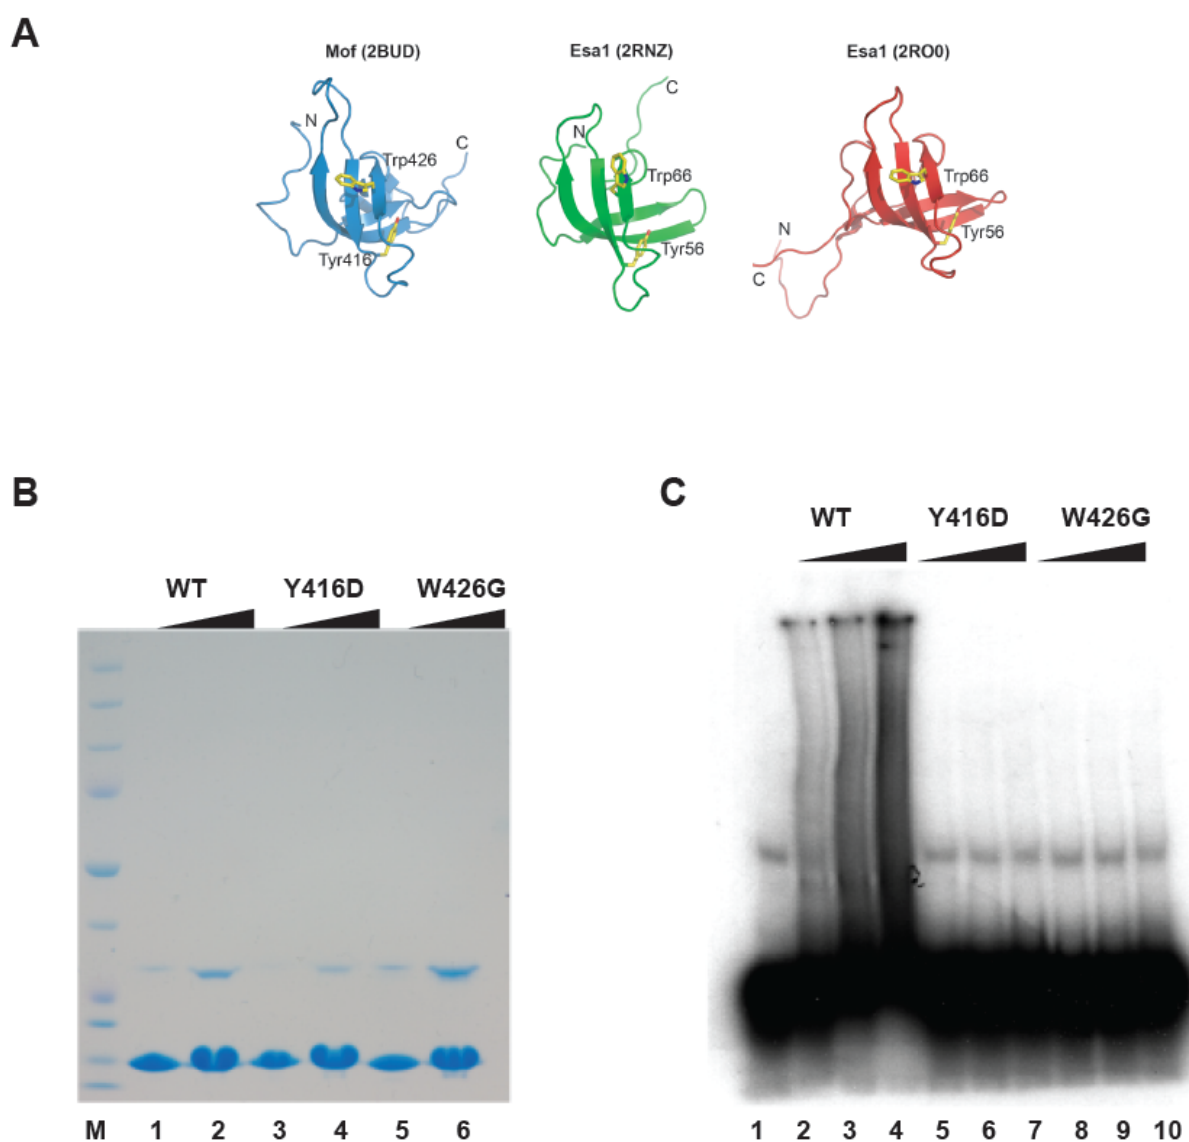 A
Mof (2BUD) Esa1 (2RNZ) Esa1 (2RO0)
N C Trp426 Tyr416
C N Trp66 Tyr56
Trp66 Tyr56 N C
B
WT Y416D W426G
M 1 2 3 4 5 6
C
WT Y416D W426G
1 2 3 4 5 6 7 8 9 10